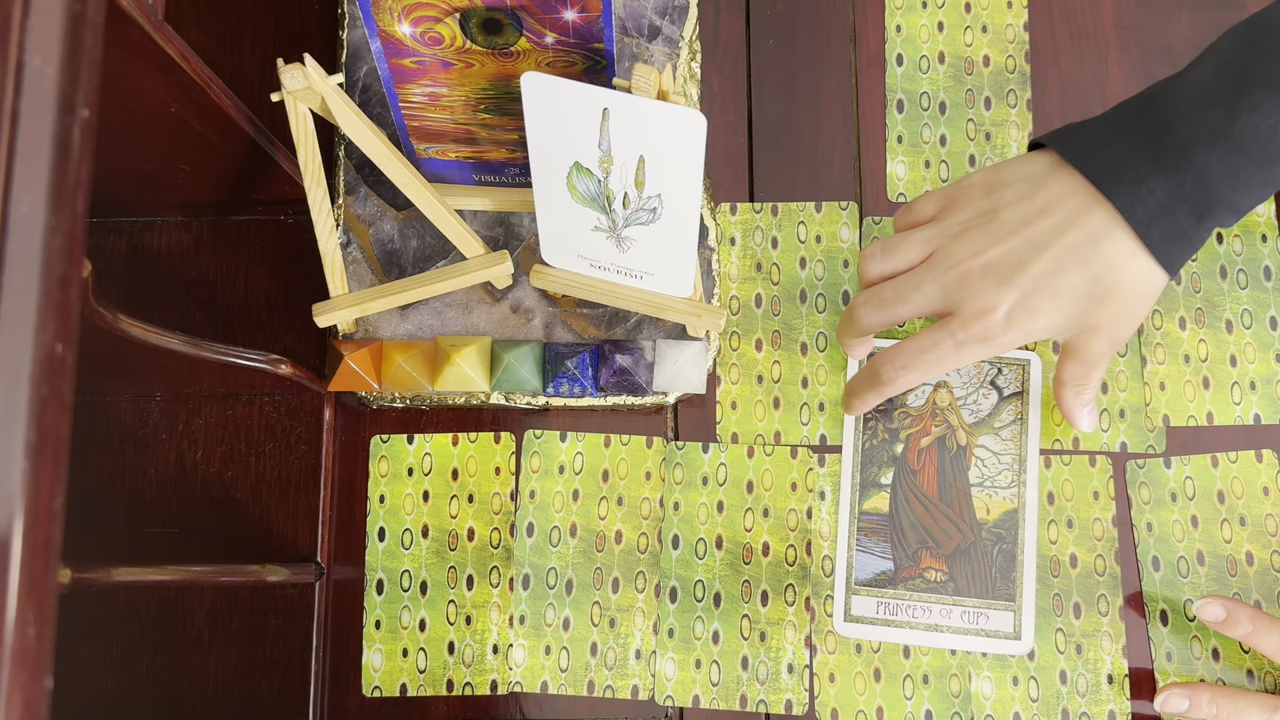 ·28·
VISUALISA
Plantain — Plantago major
NOURISH
PRINCESS OF CUPS